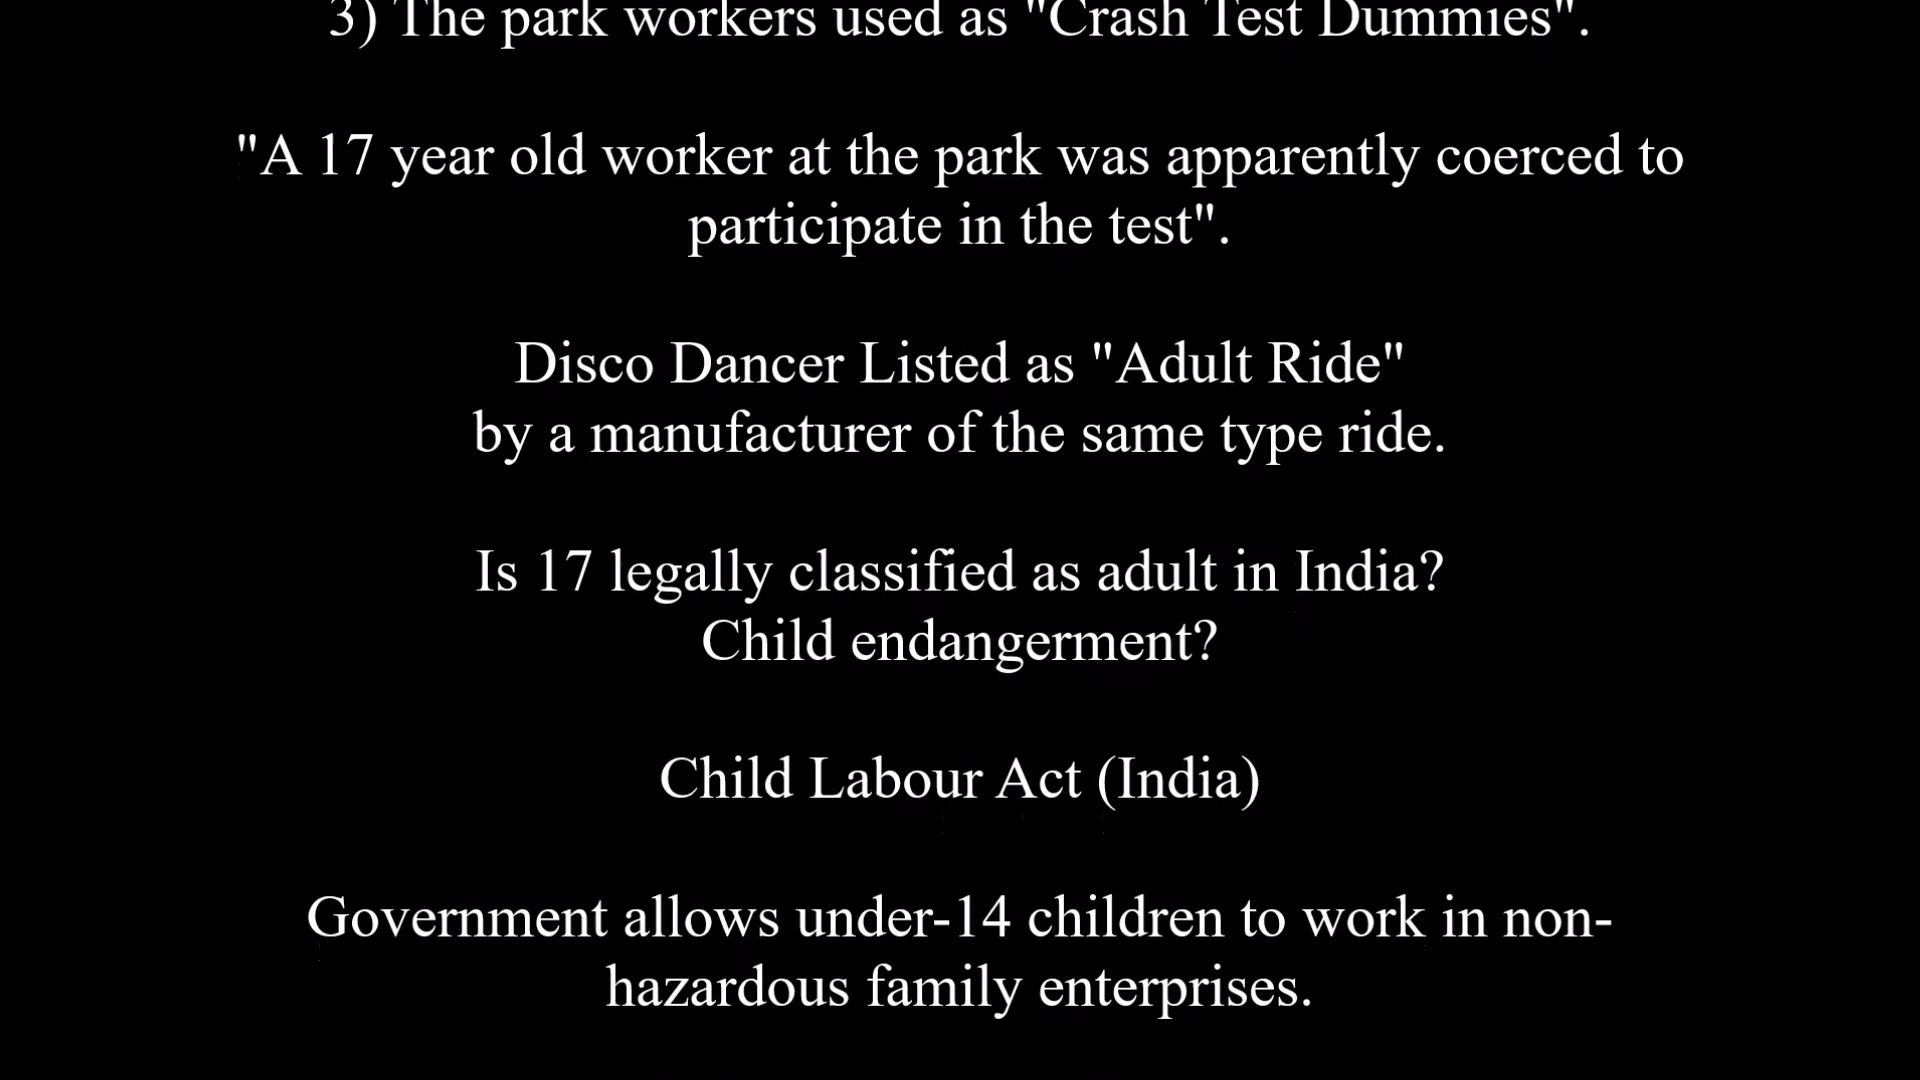 3) The park workers used as "Crash Test Dummies".
"A 17 year old worker at the park was apparently coerced to
participate in the test".
Disco Dancer Listed as "Adult Ride"
by a manufacturer of the same type ride.
Is 17 legally classified as adult in India?
Child endangerment?
Child Labour Act (India)
Government allows under-14 children to work in non-
hazardous family enterprises.